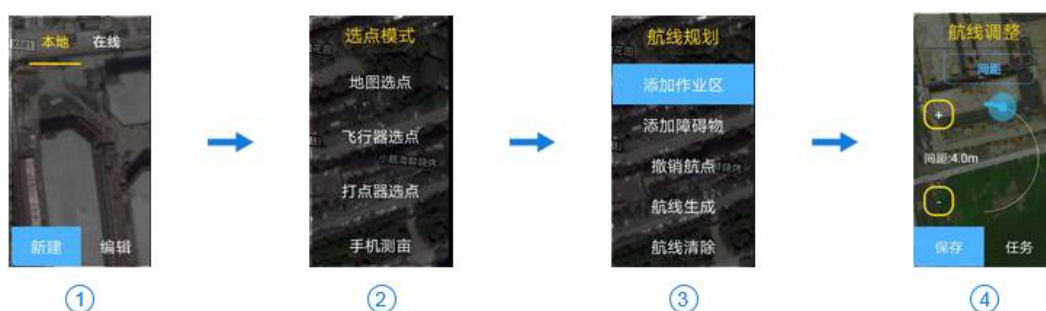 本地 在线
新建 编辑
①
选点模式
地图选点
飞行器选点
打点器选点
手机测亩
②
航线规划
添加作业区
添加障碍物
撤销航点
航线生成
航线清除
③
航线调整
间距
+
间距:4.0m
-
保存 任务
④